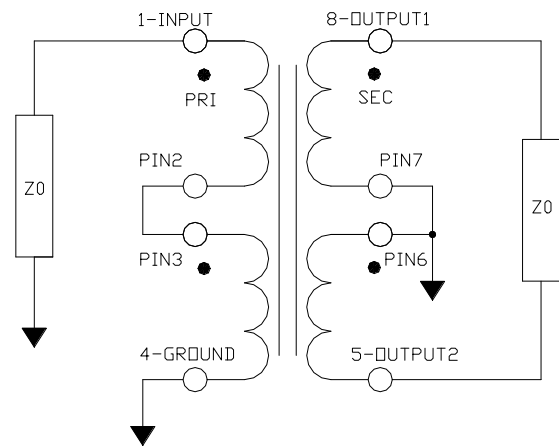 1-INPUT
8-OUTPUT1
PRI
SEC
PIN2
PIN7
Z0
Z0
PIN3
PIN6
4-GROUND
5-OUTPUT2